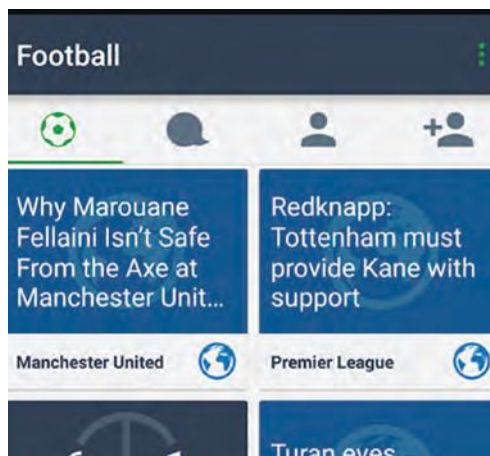 Football
Why Marouane
Fellaini Isn't Safe
From the Axe at
Manchester Unit...
Redknapp:
Tottenham must
provide Kane with
support
Manchester United
Premier League
Turan eyes